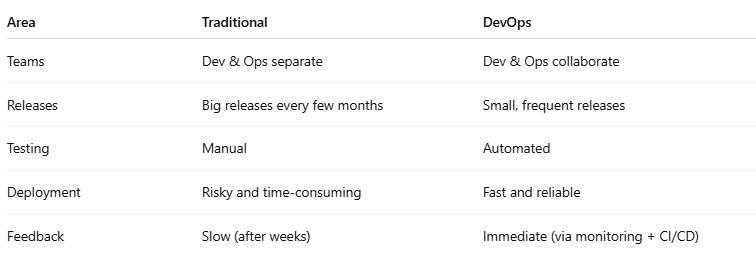 Area Traditional DevOps
Teams Dev & Ops separate Dev & Ops collaborate
Releases Big releases every few months Small, frequent releases
Testing Manual Automated
Deployment Risky and time-consuming Fast and reliable
Feedback Slow (after weeks) Immediate (via monitoring + CI/CD)